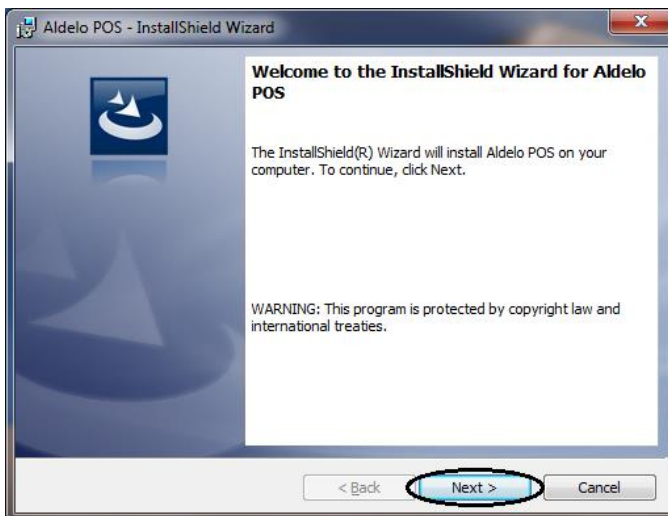 Aldelo POS - InstallShield Wizard
Welcome to the InstallShield Wizard for Aldelo
POS
The InstallShield(R) Wizard will install Aldelo POS on your
computer. To continue, click Next.
WARNING: This program is protected by copyright law and
international treaties.
< Back Next > Cancel